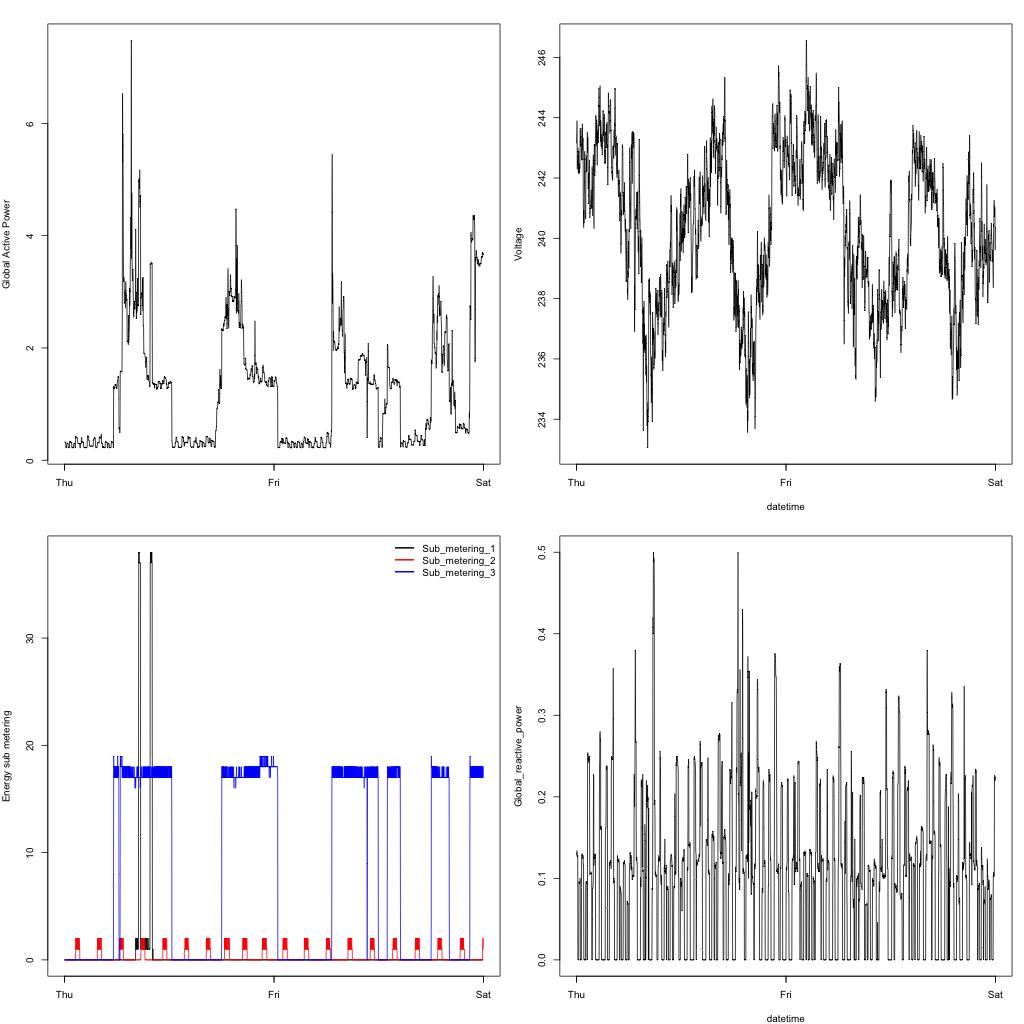 Global Active Power
6
4
2
0
Thu Fri Sat
Voltage
246
244
242
240
238
236
234
Thu Fri Sat
datetime
Energy sub metering
30
20
10
0
Sub_metering_1
Sub_metering_2
Sub_metering_3
Thu Fri Sat
Global_reactive_power
0.5
0.4
0.3
0.2
0.1
0.0
Thu Fri Sat
datetime